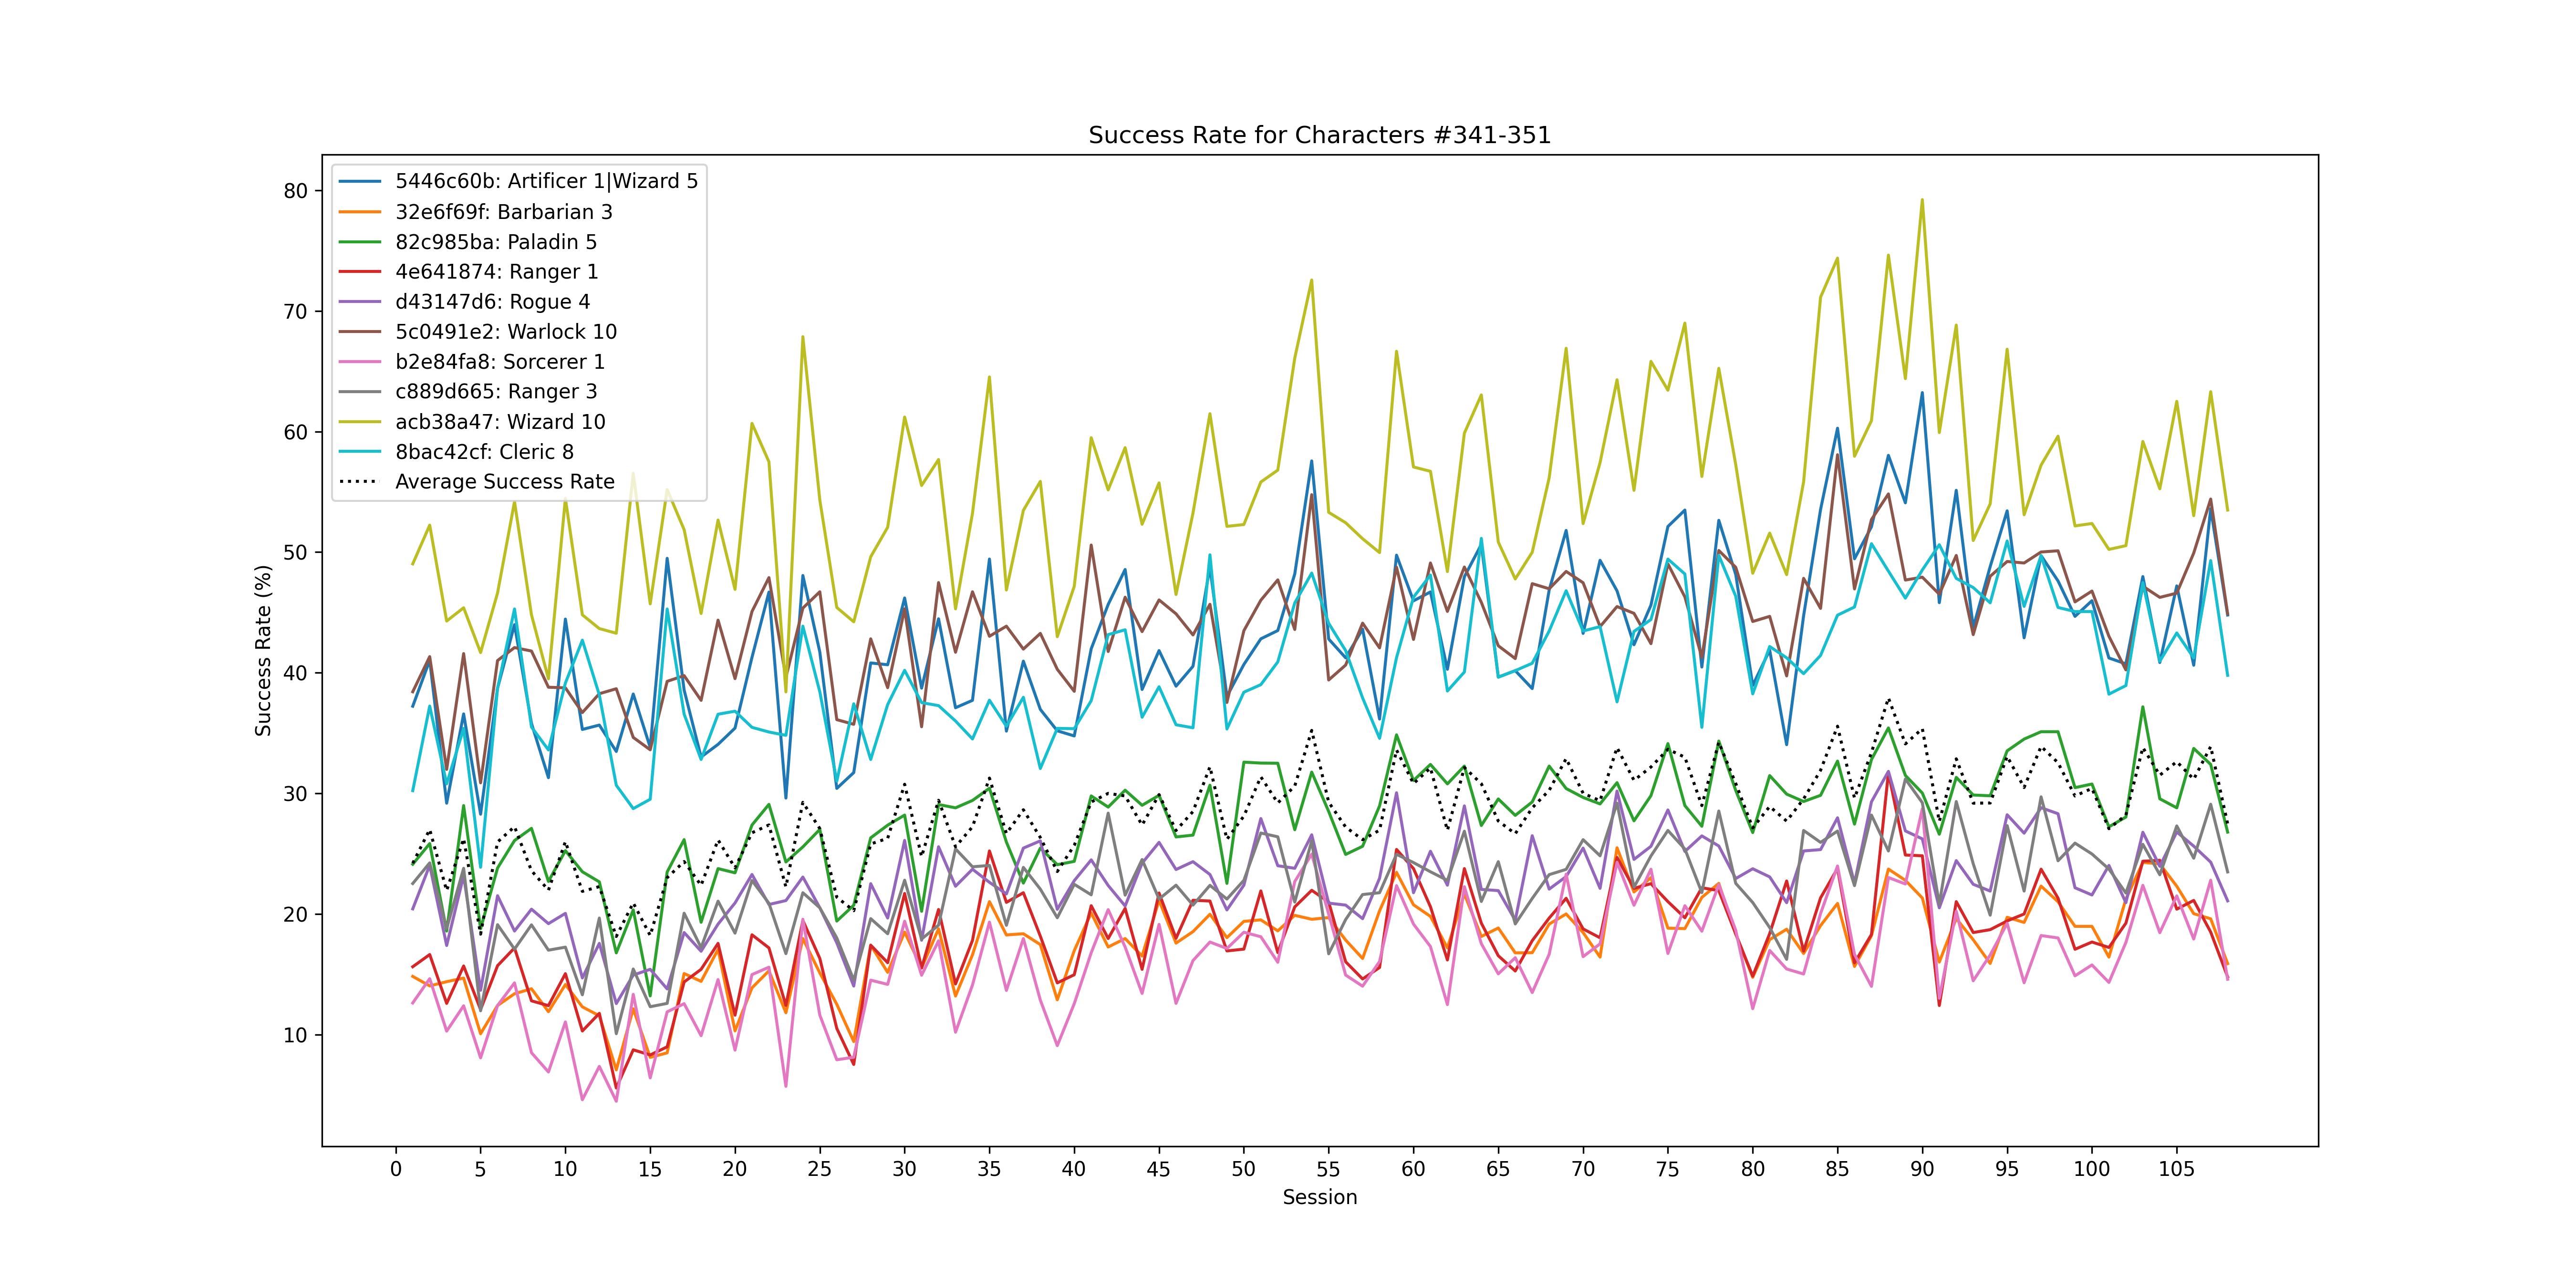 Success Rate for Characters #341-351
5446c60b: Artificer 1|Wizard 5
32e6f69f: Barbarian 3
82c985ba: Paladin 5
4e641874: Ranger 1
d43147d6: Rogue 4
5c0491e2: Warlock 10
b2e84fa8: Sorcerer 1
c889d665: Ranger 3
acb38a47: Wizard 10
8bac42cf: Cleric 8
Average Success Rate
Success Rate (%)
80
70
60
50
40
30
20
10
0 5 10 15 20 25 30 35 40 45 50 55 60 65 70 75 80 85 90 95 100 105
Session